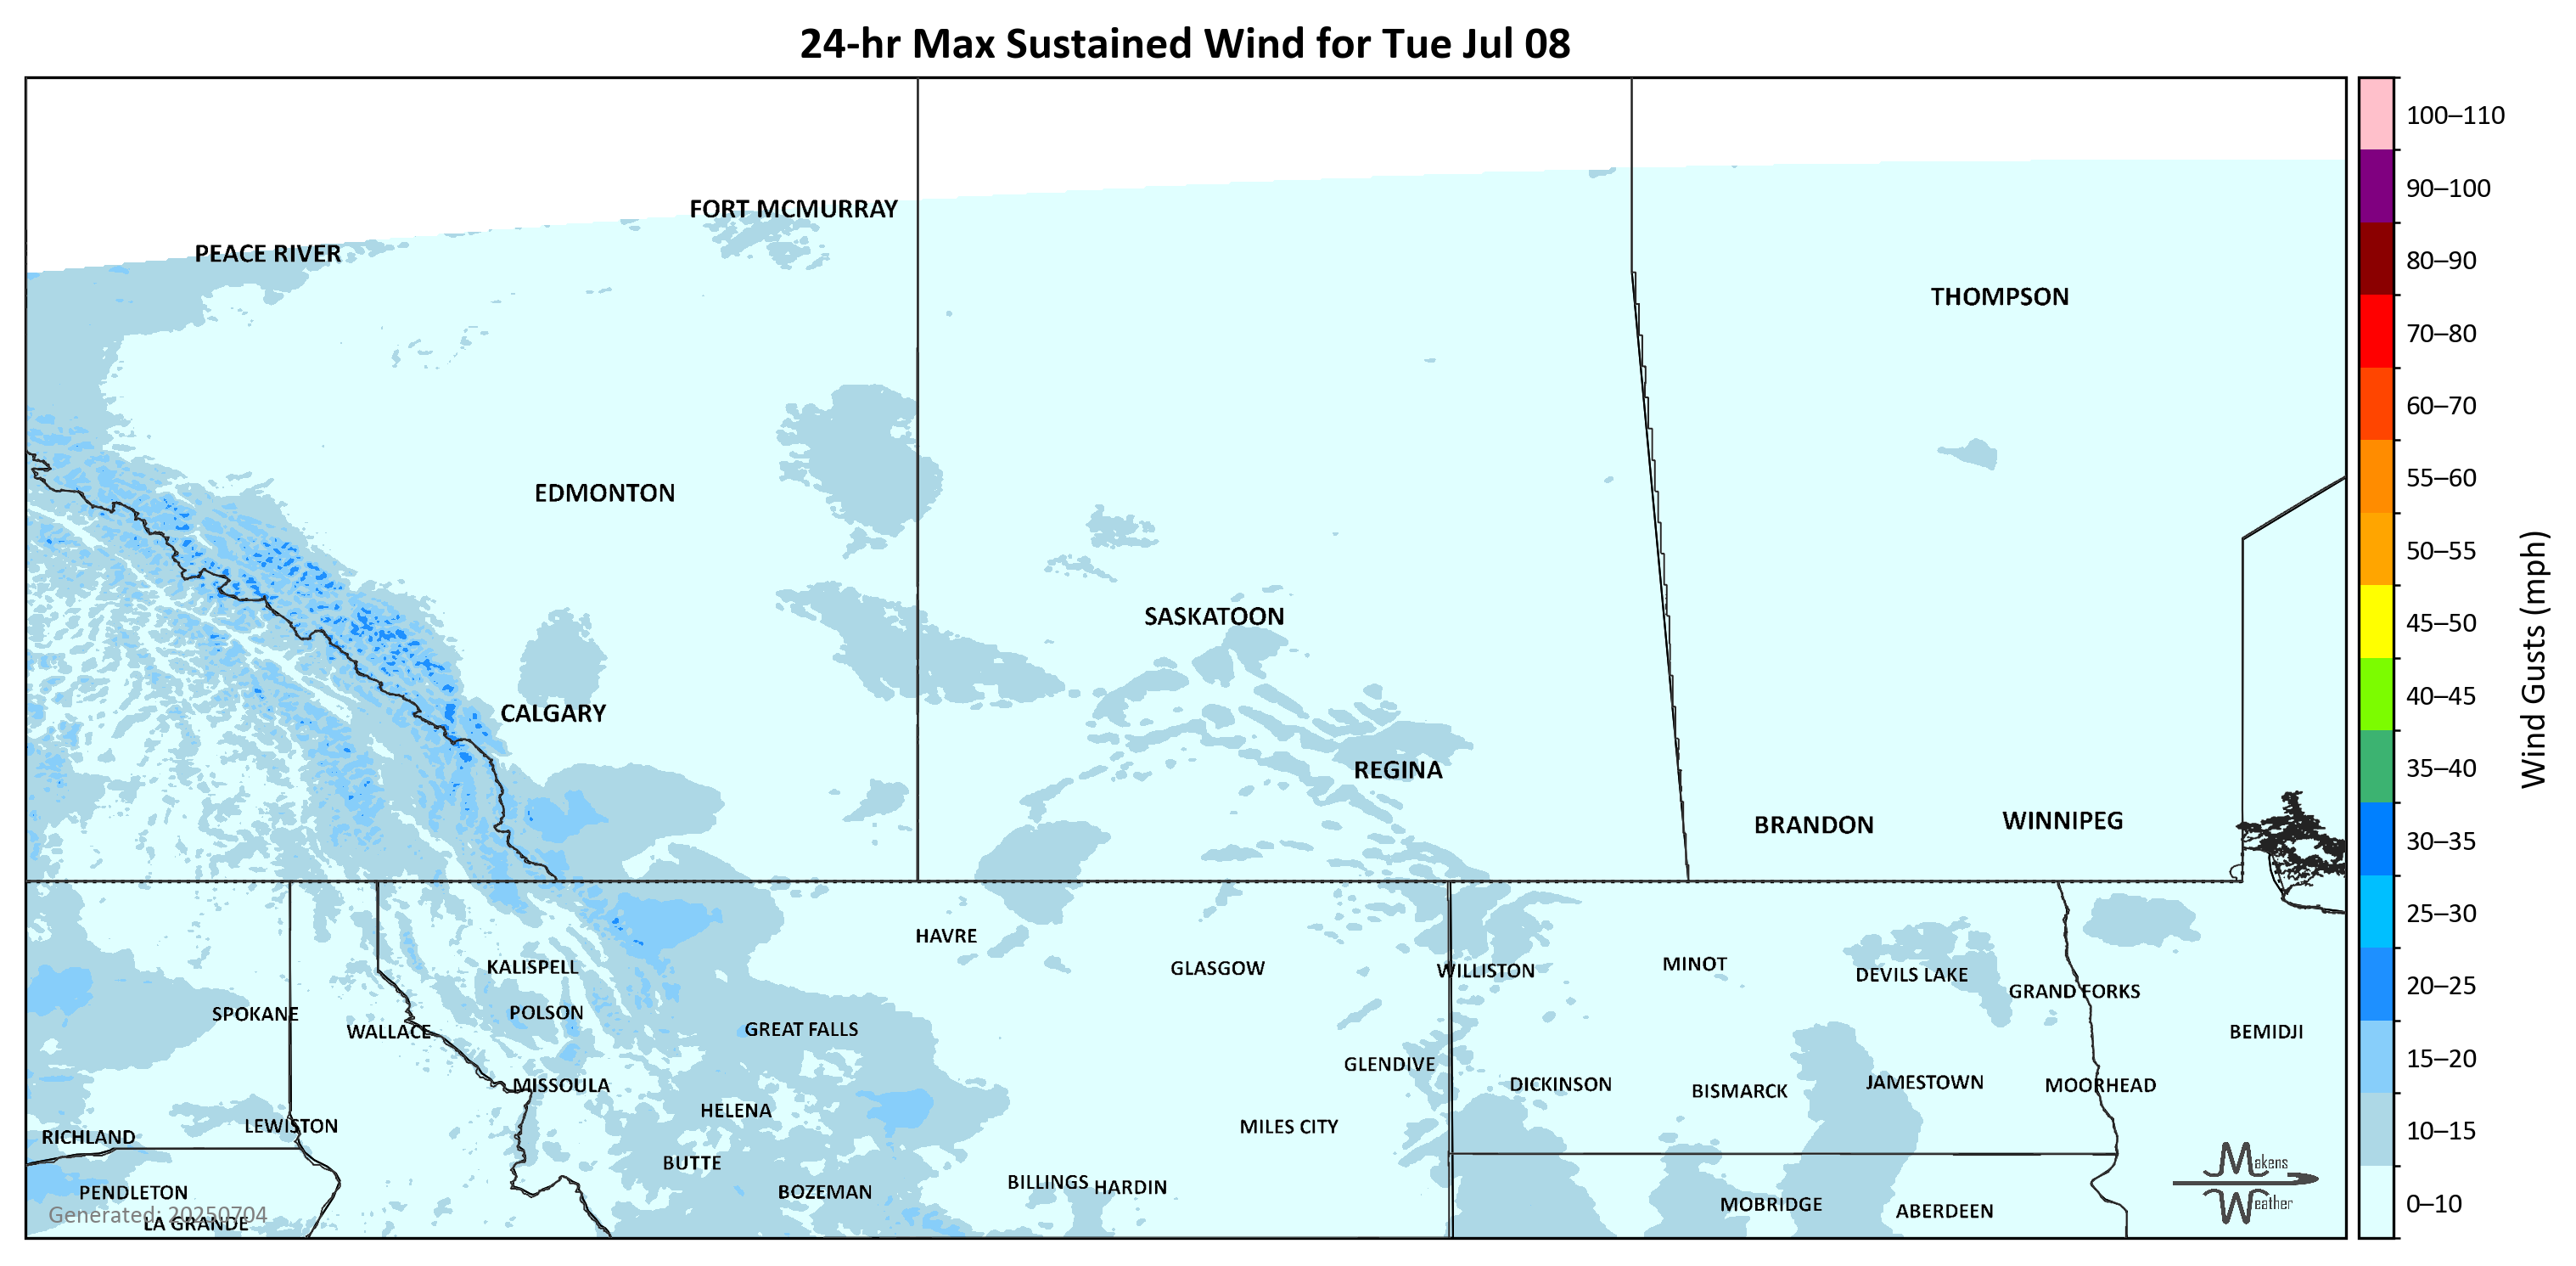 24-hr Max Sustained Wind for Tue Jul 08
100–110
90–100
80–90
70–80
60–70
55–60
50–55
45–50
40–45
35–40
30–35
25–30
20–25
15–20
10–15
0–10
Wind Gusts (mph)
FORT MCMURRAY
PEACE RIVER
THOMPSON
EDMONTON
SASKATOON
CALGARY
REGINA
BRANDON
WINNIPEG
HAVRE
KALISPELL
GLASGOW
WILLISTON
MINOT
DEVILS LAKE
GRAND FORKS
SPOKANE
POLSON
WALLACE
GREAT FALLS
BEMIDJI
GLENDIVE
MISSOULA
DICKINSON
BISMARCK
JAMESTOWN
MOORHEAD
HELENA
LEWISTON
MILES CITY
RICHLAND
BUTTE
PENDLETON
BOZEMAN
BILLINGS
HARDIN
MOBRIDGE
ABERDEEN
LA GRANDE
Generated: 20250704
Makens
Weather